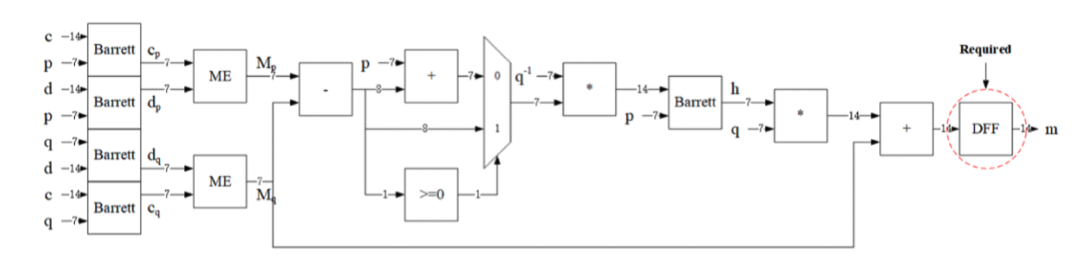 Required
c -14-
p -7-
Barrett
c_p
-7-
d -14-
p -7-
Barrett
d_p
-7-
ME
M_p
-7-
q -7-
d -14-
Barrett
d_q
-7-
c -14-
q -7-
Barrett
c_q
-7-
ME
-7-
M_q
-
p -7-
-8-
+
-7-
0
8
1
-1-
>=0
-1-
q^-1 -7-
-7-
*
-14-
p -7-
Barrett
h
-7-
q -7-
*
-14-
+
-14-
DFF
-14-
m